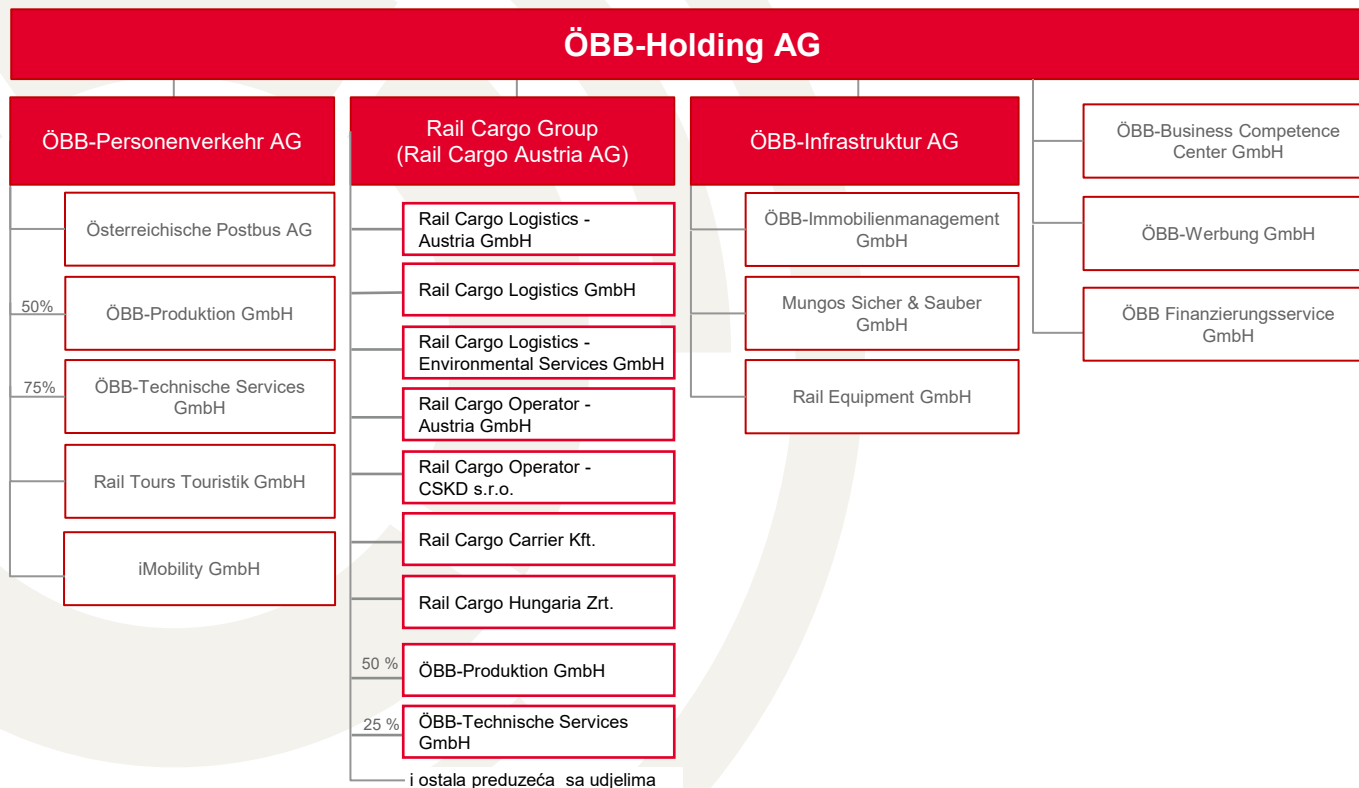 ÖBB-Holding AG
ÖBB-Personenverkehr AG
Österreichische Postbus AG
50%
ÖBB-Produktion GmbH
75%
ÖBB-Technische Services
GmbH
Rail Tours Touristik GmbH
iMobility GmbH
Rail Cargo Group
(Rail Cargo Austria AG)
Rail Cargo Logistics -
Austria GmbH
Rail Cargo Logistics GmbH
Rail Cargo Logistics -
Environmental Services GmbH
Rail Cargo Operator -
Austria GmbH
Rail Cargo Operator -
CSKD s.r.o.
Rail Cargo Carrier Kft.
Rail Cargo Hungaria Zrt.
50 %
ÖBB-Produktion GmbH
25 %
ÖBB-Technische Services
GmbH
i ostala preduzeća sa udjelima
ÖBB-Infrastruktur AG
ÖBB-Immobilienmanagement
GmbH
Mungos Sicher & Sauber
GmbH
Rail Equipment GmbH
ÖBB-Business Competence
Center GmbH
ÖBB-Werbung GmbH
ÖBB Finanzierungsservice
GmbH